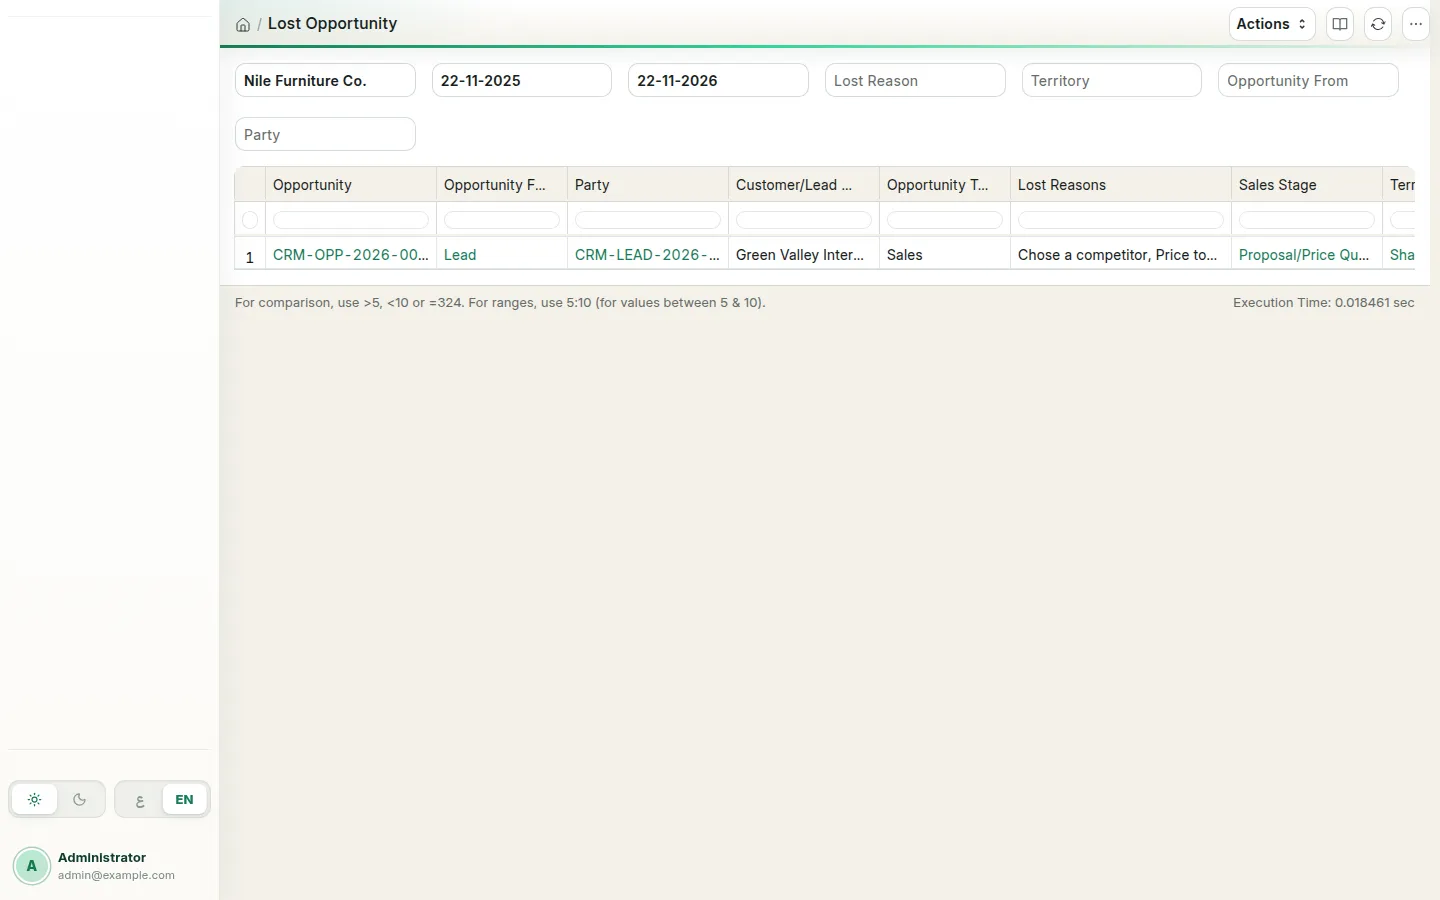 / Lost Opportunity
Actions
Nile Furniture Co.
22-11-2025
22-11-2026
Lost Reason
Territory
Opportunity From
Party
Opportunity
Opportunity F...
Party
Customer/Lead ...
Opportunity T...
Lost Reasons
Sales Stage
Terr
1
CRM-OPP-2026-00...
Lead
CRM-LEAD-2026-...
Green Valley Inter...
Sales
Chose a competitor, Price to...
Proposal/Price Qu...
Sha
For comparison, use >5, <10 or =324. For ranges, use 5:10 (for values between 5 & 10).
Execution Time: 0.018461 sec
ع
EN
A
Administrator
admin@example.com